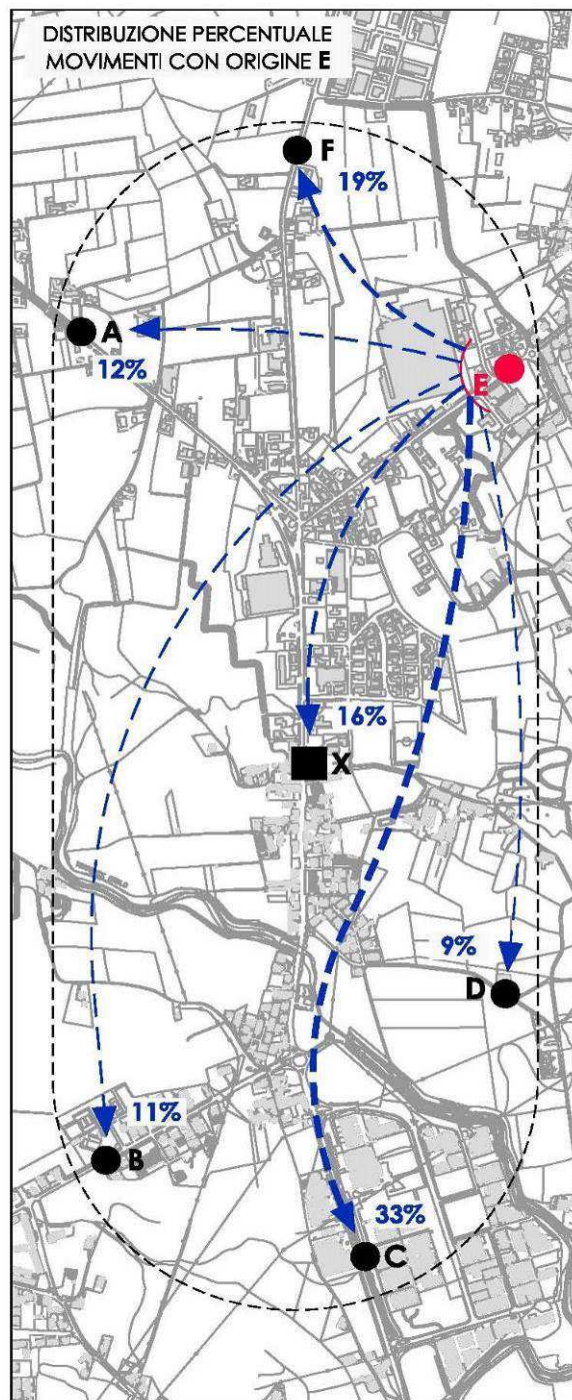 DISTRIBUZIONE PERCENTUALE
MOVIMENTI CON ORIGINE E
F
19%
A
12%
E
16%
X
9%
D
11%
B
33%
C